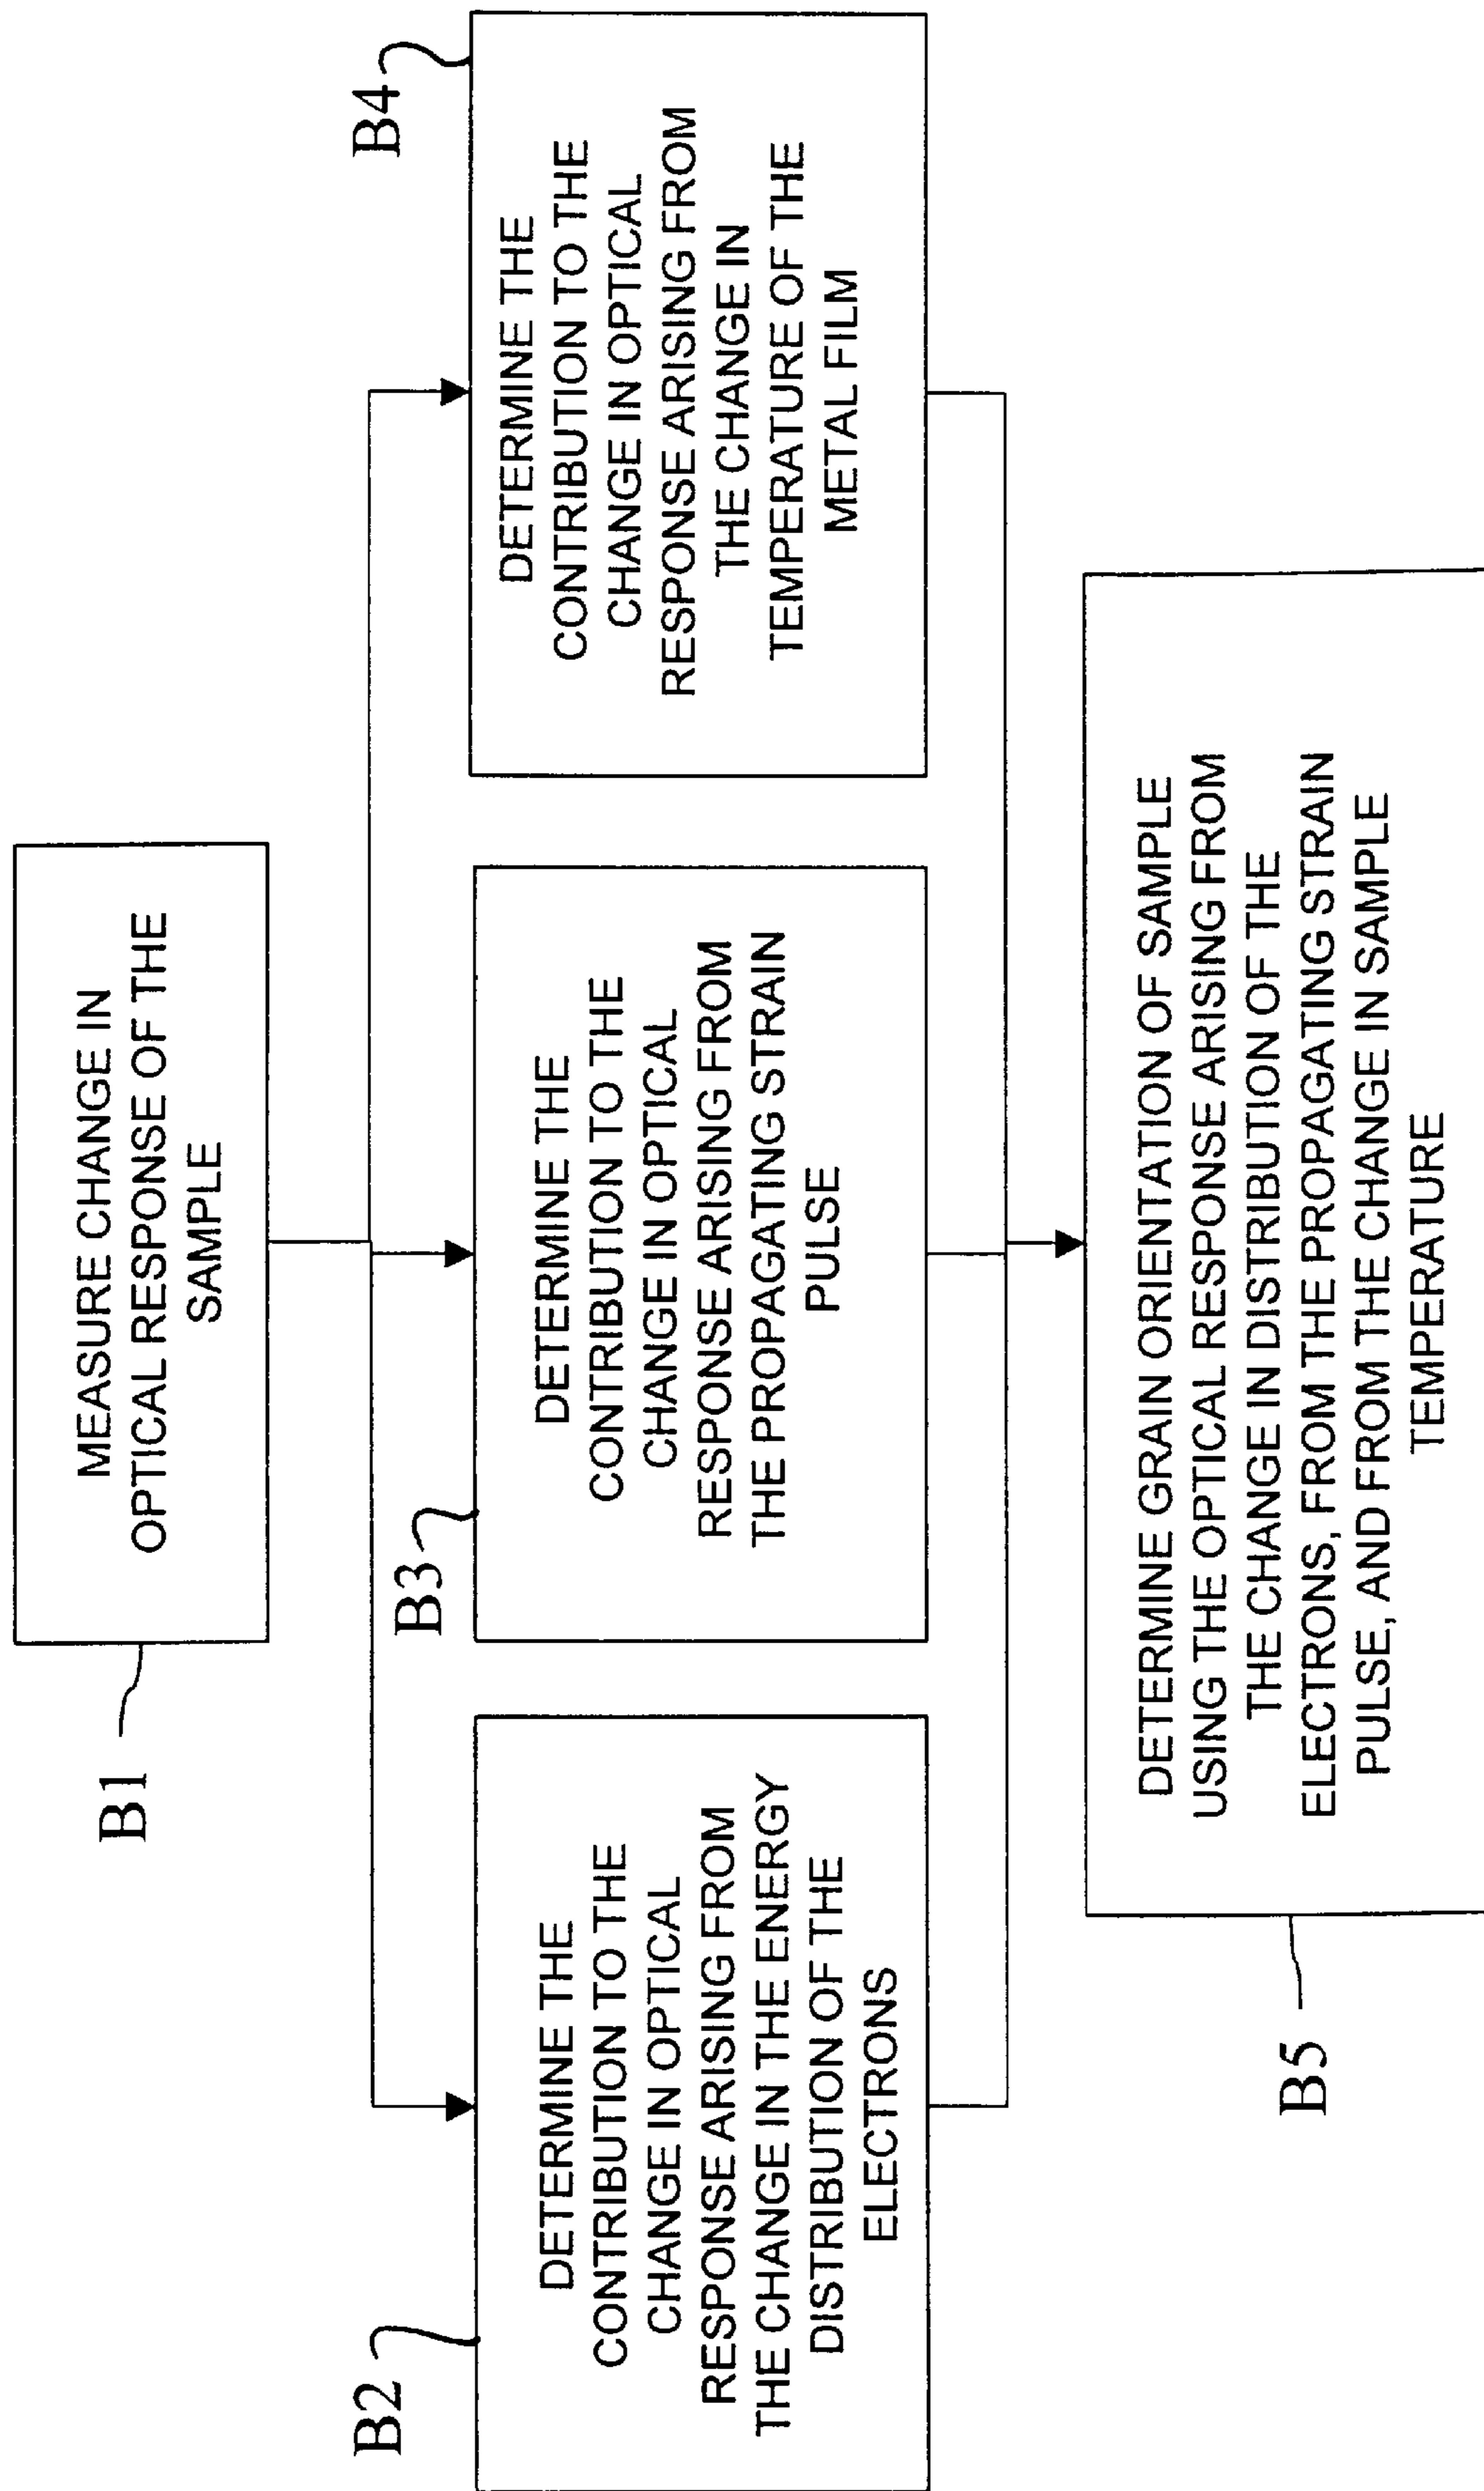 B1
MEASURE CHANGE IN
OPTICAL RESPONSE OF THE
SAMPLE
B2
DETERMINE THE
CONTRIBUTION TO THE
CHANGE IN OPTICAL
RESPONSE ARISING FROM
THE CHANGE IN THE ENERGY
DISTRIBUTION OF THE
ELECTRONS
B3
DETERMINE THE
CONTRIBUTION TO THE
CHANGE IN OPTICAL
RESPONSE ARISING FROM
THE PROPAGATING STRAIN
PULSE
B4
DETERMINE THE
CONTRIBUTION TO THE
CHANGE IN OPTICAL
RESPONSE ARISING FROM
THE CHANGE IN
TEMPERATURE OF THE
METAL FILM
B5
DETERMINE GRAIN ORIENTATION OF SAMPLE
USING THE OPTICAL RESPONSE ARISING FROM
THE CHANGE IN DISTRIBUTION OF THE
ELECTRONS, FROM THE PROPAGATING STRAIN
PULSE, AND FROM THE CHANGE IN SAMPLE
TEMPERATURE